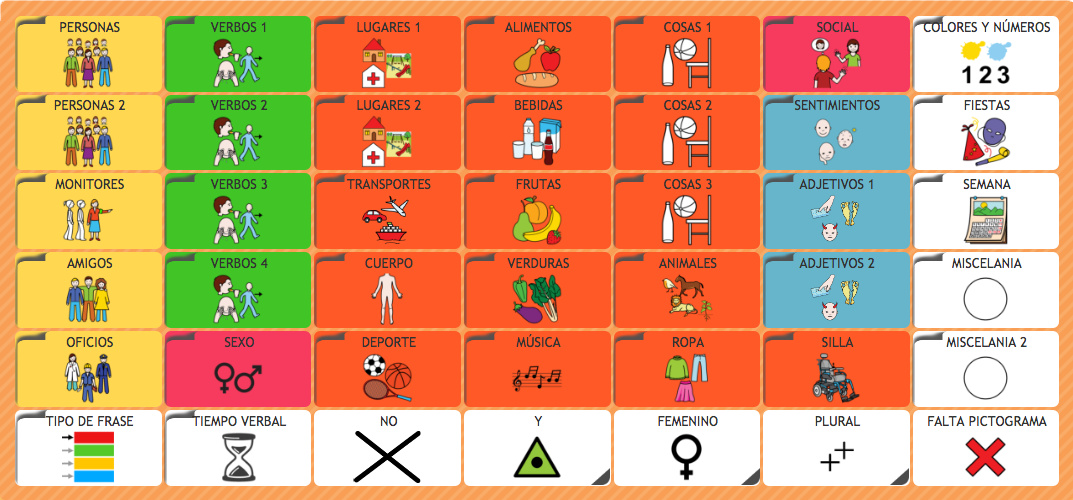 PERSONAS
VERBOS 1
LUGARES 1
ALIMENTOS
COSAS 1
SOCIAL
COLORES Y NÚMEROS
1 2 3
PERSONAS 2
VERBOS 2
LUGARES 2
BEBIDAS
COSAS 2
SENTIMIENTOS
FIESTAS
MONITORES
VERBOS 3
TRANSPORTES
FRUTAS
COSAS 3
ADJETIVOS 1
SEMANA
AMIGOS
VERBOS 4
CUERPO
VERDURAS
ANIMALES
ADJETIVOS 2
MISCELANIA
OFICIOS
SEXO
DEPORTE
MÚSICA
ROPA
SILLA
MISCELANIA 2
TIPO DE FRASE
TIEMPO VERBAL
NO
Y
FEMENINO
PLURAL
FALTA PICTOGRAMA